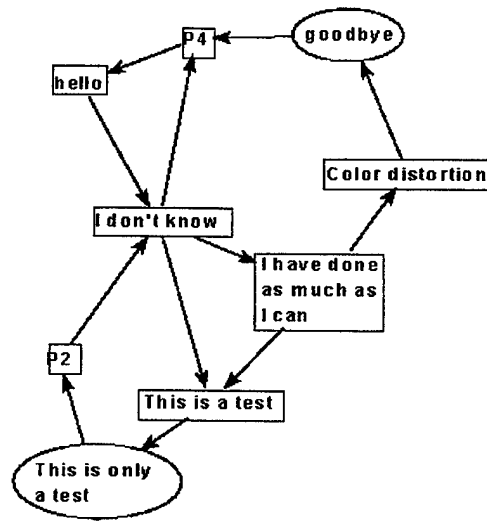 goodbye
P4
hello
Color distortion
I don't know
I have done
as much as
I can
P2
This is a test
This is only
a test